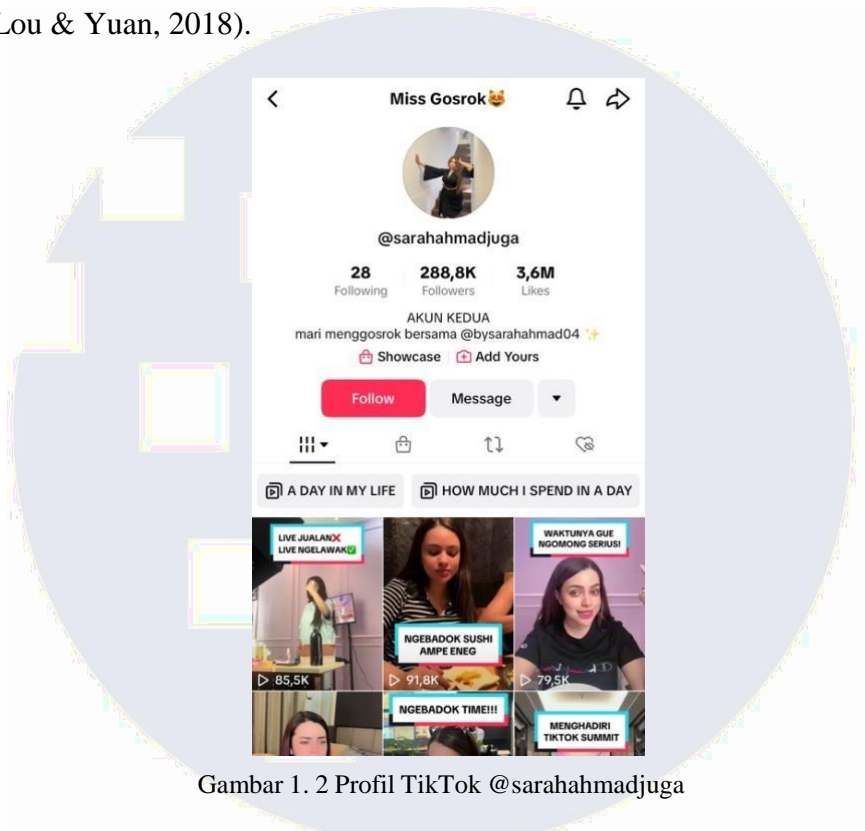 Lou & Yuan, 2018).
Miss Gosrok😻
@sarahahmadjuga
28 288,8K 3,6M
Following Followers Likes
AKUN KEDUA
mari menggosrok bersama @bysarahahmad04 ✨
Showcase Add Yours
Follow Message
A DAY IN MY LIFE HOW MUCH I SPEND IN A DAY
LIVE JUALAN❌
LIVE NGELAWAK✅
85,5K
NGEBADOK SUSHI
AMPE ENEG
91,8K
WAKTUNYA GUE
NGOMONG SERIUS!
79,5K
NGEBADOK TIME!!!
MENGHADIRI
TIKTOK SUMMIT
Gambar 1. 2 Profil TikTok @sarahahmadjuga